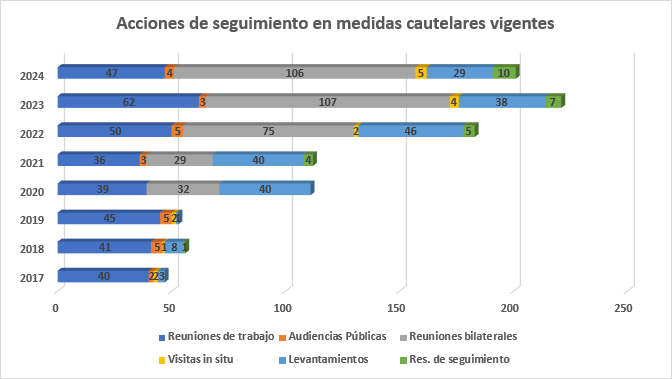 Acciones de seguimiento en medidas cautelares vigentes
2024 47 4 106 5 29 10
2023 62 3 107 4 38 7
2022 50 5 75 2 46 5
2021 36 3 29 40 4
2020 39 32 40
2019 45 5 2
2018 41 5 1 8 1
2017 40 2 2 3
0 50 100 150 200 250
Reuniones de trabajo Audiencias Públicas Reuniones bilaterales
Visitas in situ Levantamientos Res. de seguimiento